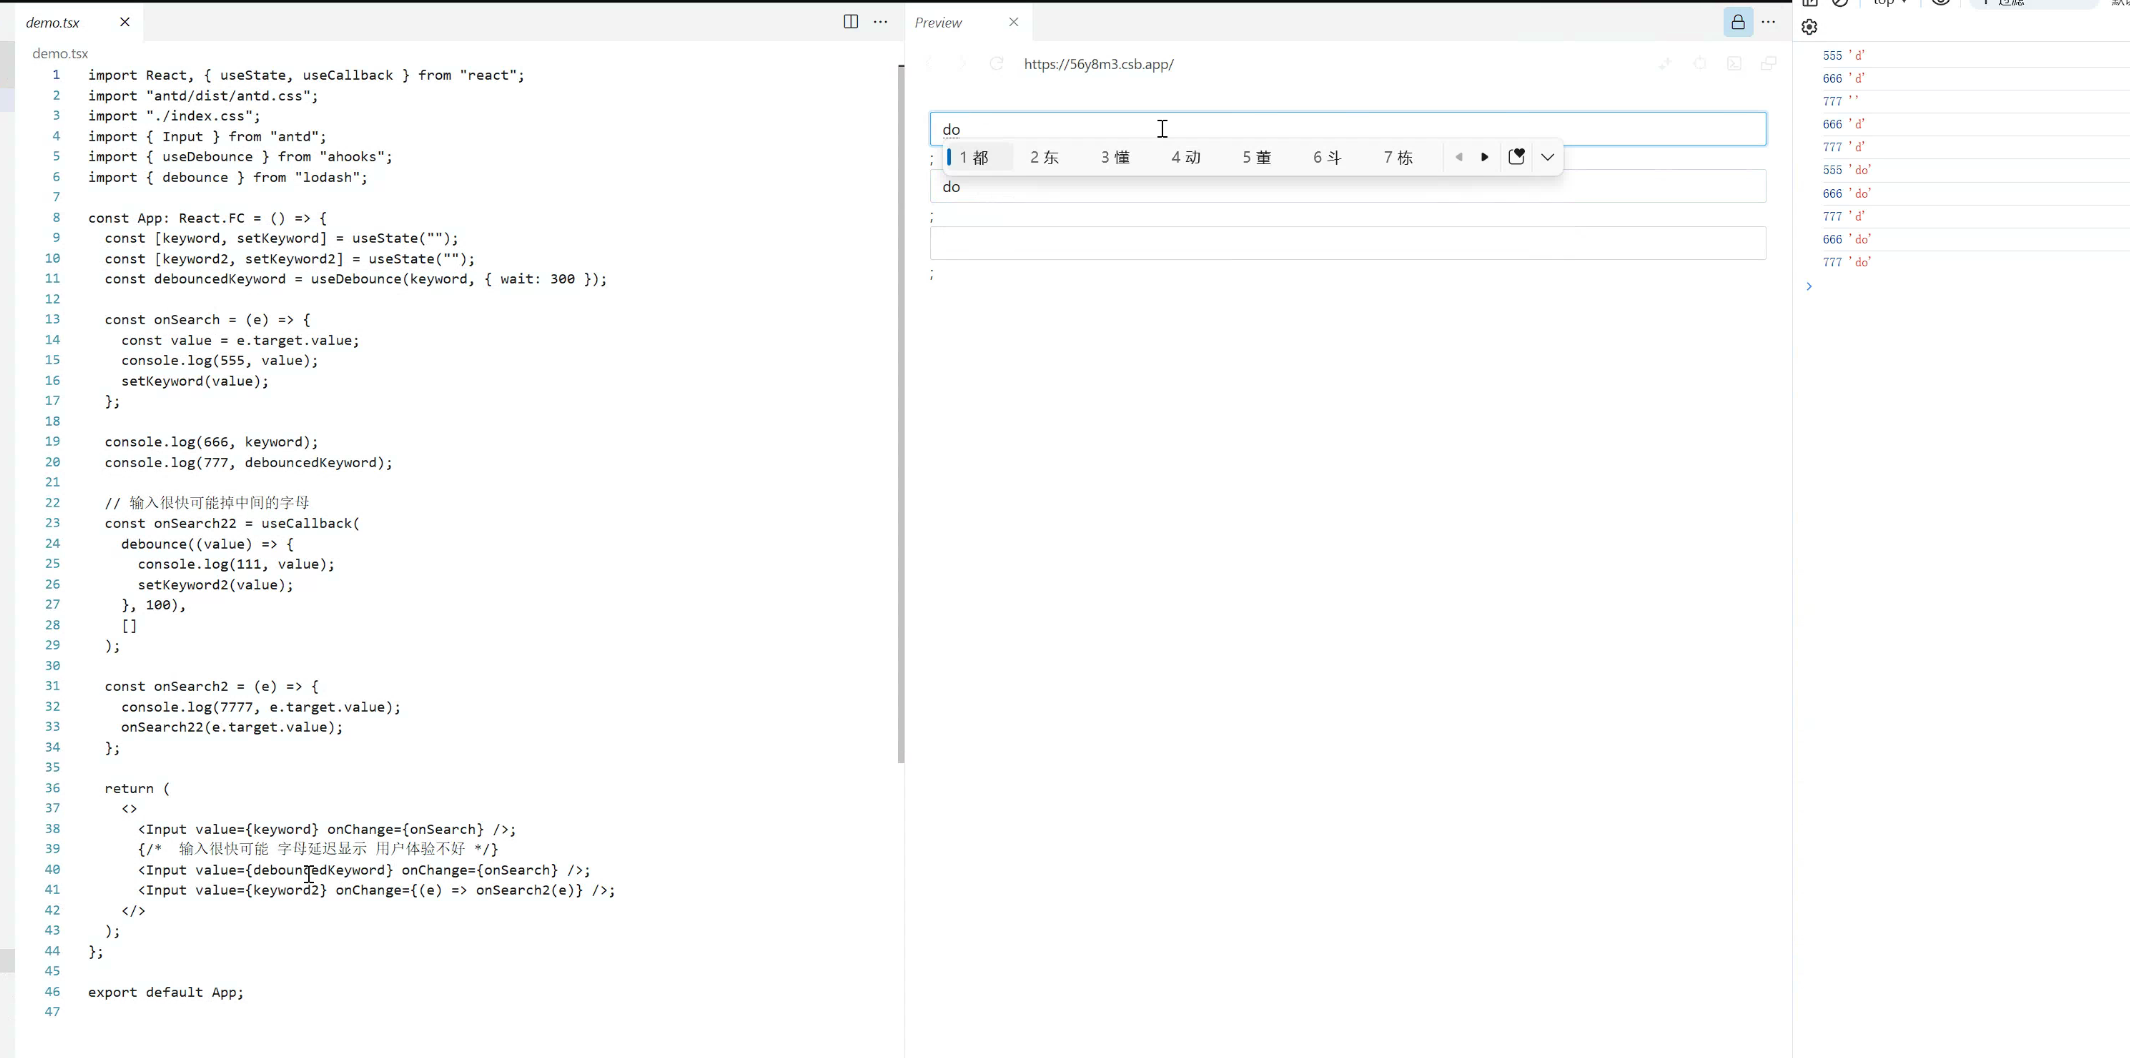 demo.tsx
demo.tsx
1 import React, { useState, useCallback } from "react";
2 import "antd/dist/antd.css";
3 import "./index.css";
4 import { Input } from "antd";
5 import { useDebounce } from "ahooks";
6 import { debounce } from "lodash";
7
8 const App: React.FC = () => {
9 const [keyword, setKeyword] = useState("");
10 const [keyword2, setKeyword2] = useState("");
11 const debouncedKeyword = useDebounce(keyword, { wait: 300 });
12
13 const onSearch = (e) => {
14 const value = e.target.value;
15 console.log(555, value);
16 setKeyword(value);
17 };
18
19 console.log(666, keyword);
20 console.log(777, debouncedKeyword);
21
22 // 输入很快可能掉中间的字母
23 const onSearch22 = useCallback(
24 debounce((value) => {
25 console.log(111, value);
26 setKeyword2(value);
27 }, 100),
28 []
29 );
30
31 const onSearch2 = (e) => {
32 console.log(7777, e.target.value);
33 onSearch22(e.target.value);
34 };
35
36 return (
37 <>
38 <Input value={keyword} onChange={onSearch} />;
39 {/* 输入很快可能 字母延迟显示 用户体验不好 */}
40 <Input value={debouncedKeyword} onChange={onSearch} />;
41 <Input value={keyword2} onChange={(e) => onSearch2(e)} />;
42 </>
43 );
44 };
45
46 export default App;
47
Preview
https://56y8m3.csb.app/
do
; 1 都 2 东 3 懂 4 动 5 董 6 斗 7 栋
do
;
;
555 'd'
666 'd'
777 ''
666 'd'
777 'd'
555 'do'
666 'do'
777 'd'
666 'do'
777 'do'